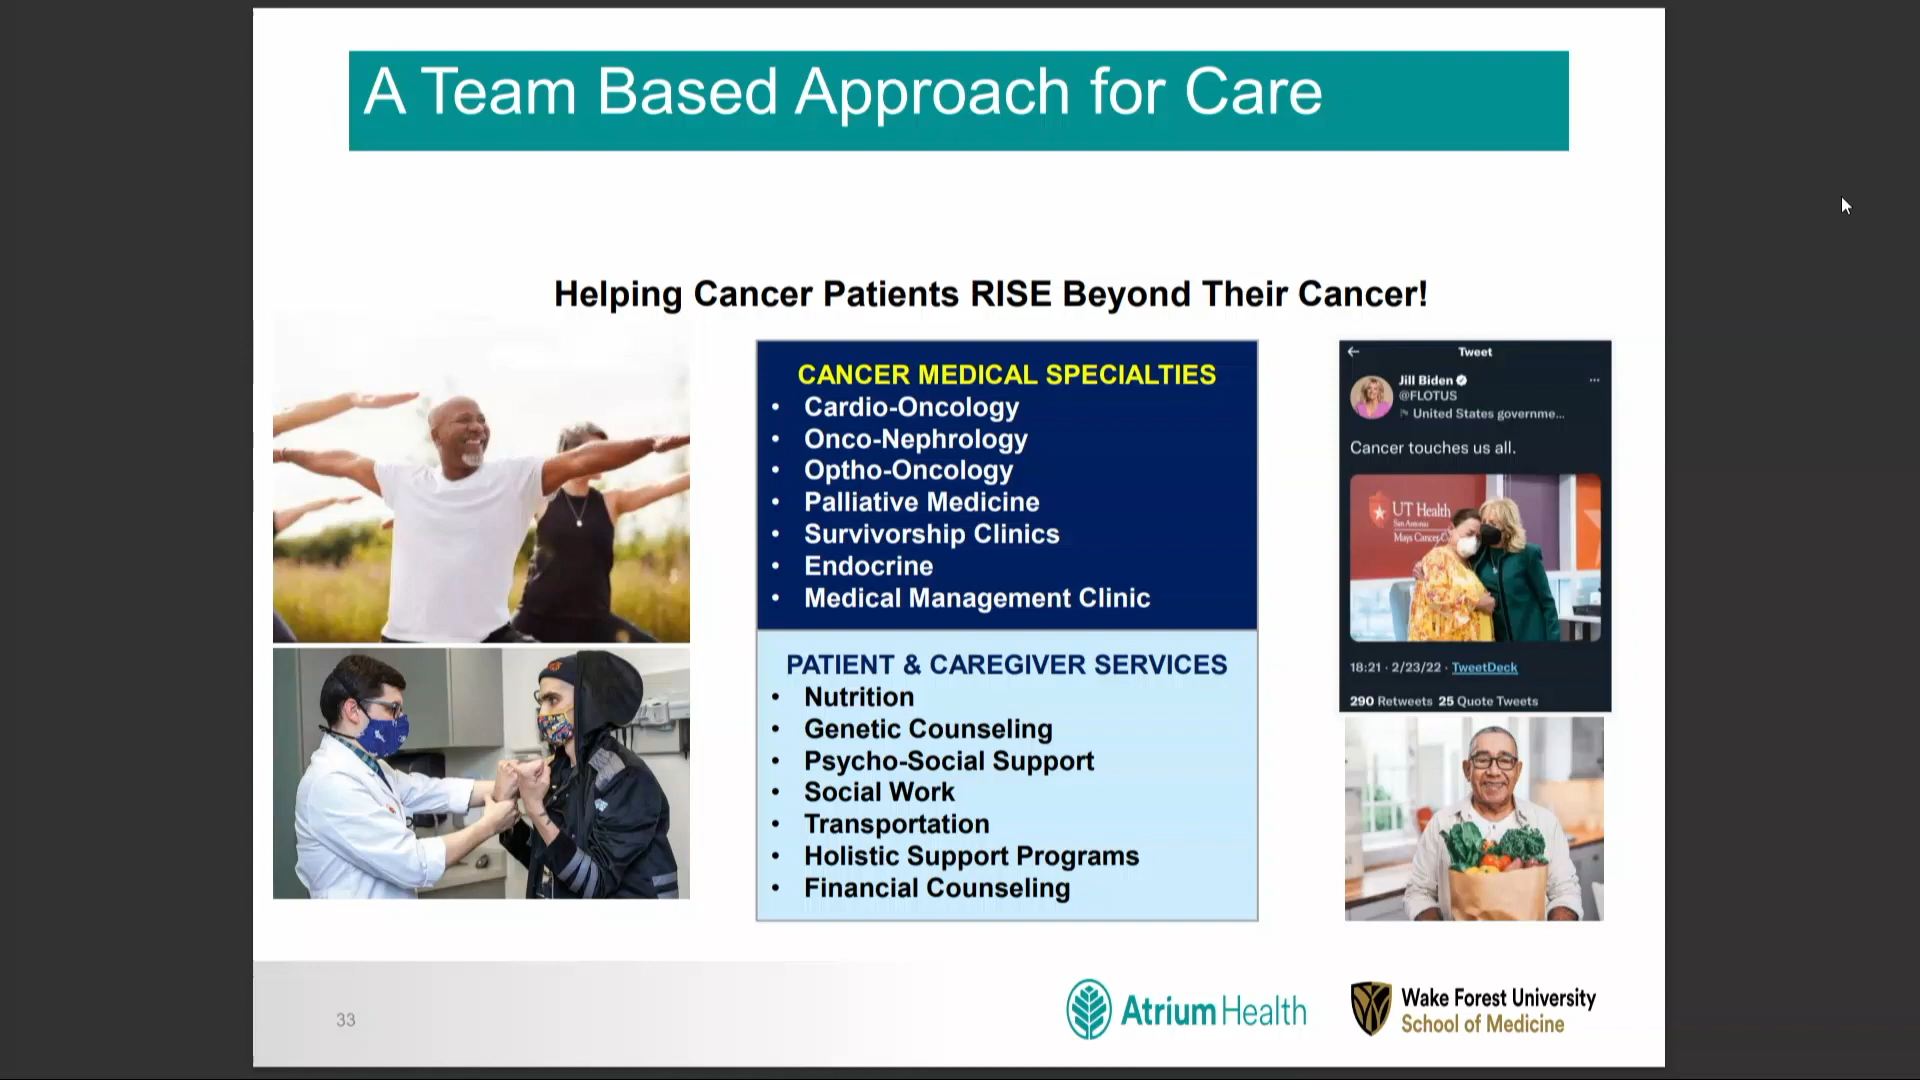 A Team Based Approach for Care
Helping Cancer Patients RISE Beyond Their Cancer!
CANCER MEDICAL SPECIALTIES
• Cardio-Oncology
• Onco-Nephrology
• Optho-Oncology
• Palliative Medicine
• Survivorship Clinics
• Endocrine
• Medical Management Clinic
PATIENT & CAREGIVER SERVICES
• Nutrition
• Genetic Counseling
• Psycho-Social Support
• Social Work
• Transportation
• Holistic Support Programs
• Financial Counseling
Tweet
Jill Biden
@FLOTUS
United States governme...
Cancer touches us all.
UT Health
San Antonio
Mays Cancer
18:21 · 2/23/22 · TweetDeck
290 Retweets 25 Quote Tweets
33
Atrium Health
Wake Forest University
School of Medicine